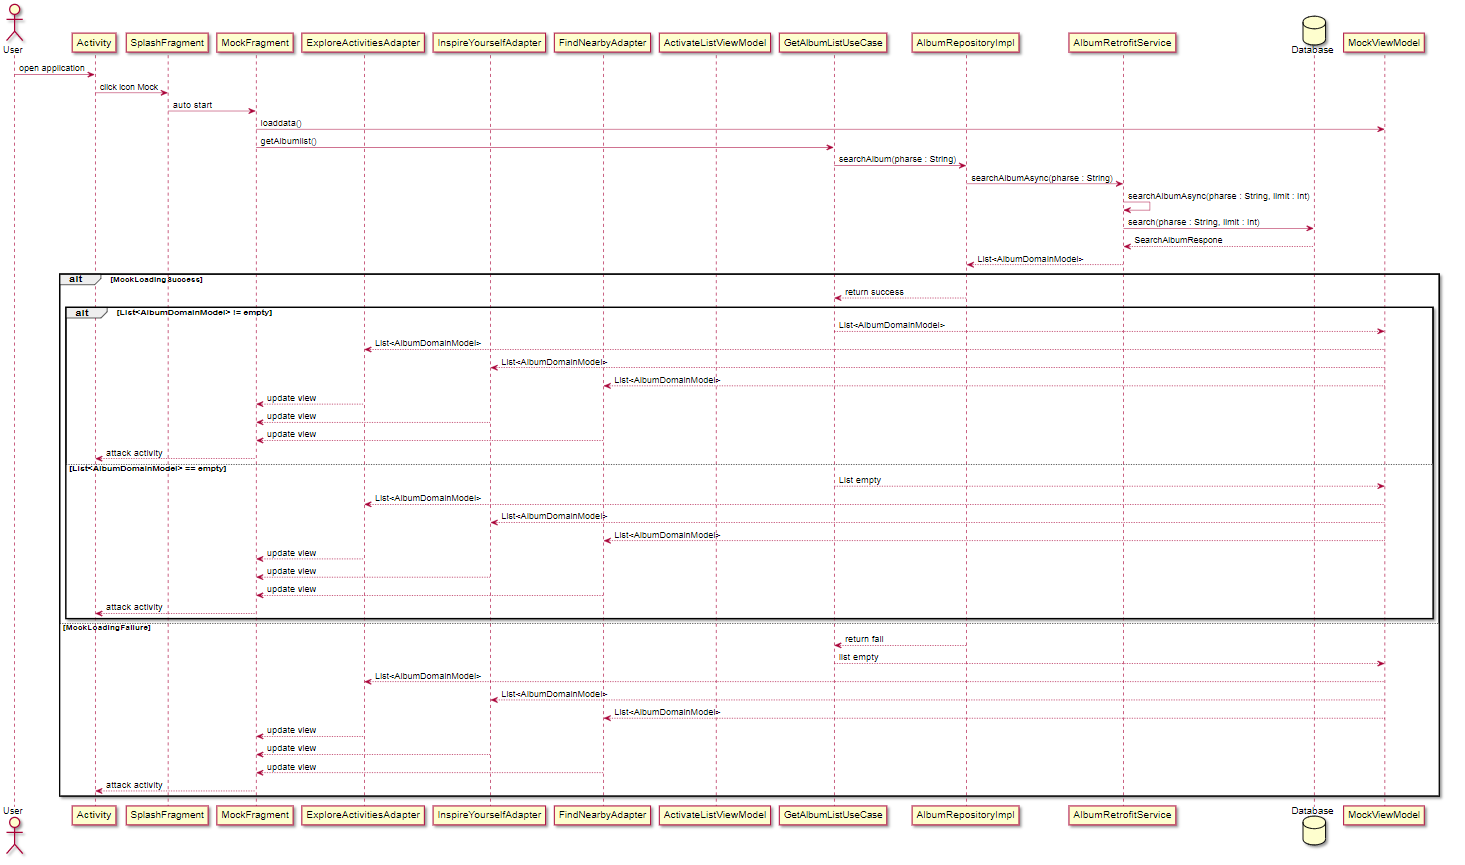 User
Activity
SplashFragment
MockFragment
ExploreActivitiesAdapter
InspireYourselfAdapter
FindNearbyAdapter
ActivateListViewModel
GetAlbumListUseCase
AlbumRepositoryImpl
AlbumRetrofitService
Database
MockViewModel
open application
click icon Mock
auto start
loaddata()
getAlbumlist()
searchAlbum(pharse : String)
searchAlbumAsync(pharse : String)
searchAlbumAsync(pharse : String, limit : Int)
search(pharse : String, limit : Int)
SearchAlbumRespone
List<AlbumDomainModel>
alt [MockLoadingSuccess]
return success
alt [List<AlbumDomainModel> != empty]
List<AlbumDomainModel>
List<AlbumDomainModel>
List<AlbumDomainModel>
List<AlbumDomainModel>
update view
update view
update view
attack activity
[List<AlbumDomainModel> == empty]
List empty
List<AlbumDomainModel>
List<AlbumDomainModel>
List<AlbumDomainModel>
update view
update view
update view
attack activity
[MockLoadingFailure]
return fail
list empty
List<AlbumDomainModel>
List<AlbumDomainModel>
List<AlbumDomainModel>
update view
update view
update view
attack activity
User
Activity
SplashFragment
MockFragment
ExploreActivitiesAdapter
InspireYourselfAdapter
FindNearbyAdapter
ActivateListViewModel
GetAlbumListUseCase
AlbumRepositoryImpl
AlbumRetrofitService
Database
MockViewModel